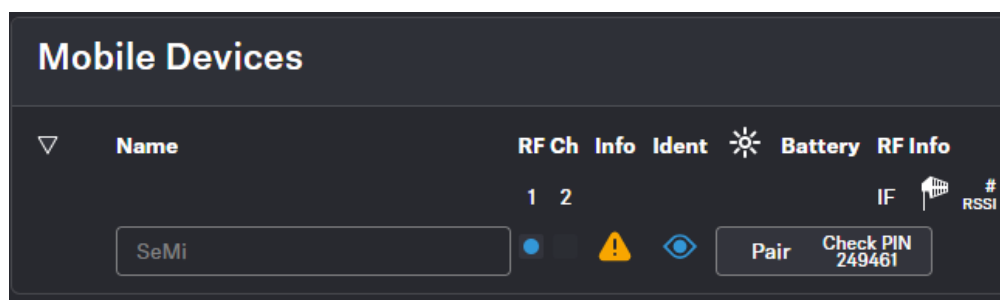 Mobile Devices
Name RF Ch Info Ident Battery RF Info
1 2 IF # RSSI
SeMi Pair Check PIN 249461